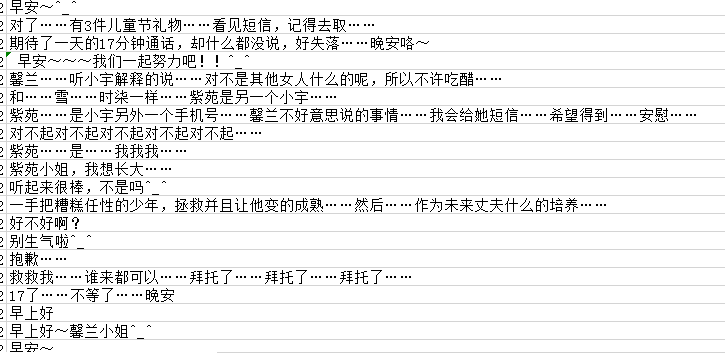 2 早安～^_^
2 对了……有3件儿童节礼物……看见短信，记得去取……
2 期待了一天的17分钟通话，却什么都没说，好失落……晚安咯～
2 早安～～～我们一起努力吧！！^_^
2 馨兰……听小宇解释的说……对不是其他女人什么的呢，所以不许吃醋……
2 和……雪……时柒一样……紫苑是另一个小宇……
2 紫苑……是小宇另外一个手机号……馨兰不好意思说的事情……我会给她短信……希望得到……安慰……
2 对不起对不起对不起对不起对不起……
2 紫苑……是……我我我……
2 紫苑小姐，我想长大……
2 听起来很棒，不是吗^_^
2 一手把糟糕任性的少年，拯救并且让他变的成熟……然后……作为未来丈夫什么的培养……
2 好不好啊？
2 别生气啦^_^
2 抱歉……
2 救救我……谁来都可以……拜托了……拜托了……拜托了……
2 17了……不等了……晚安
2 早上好
2 早上好～馨兰小姐^_^
2 早安～